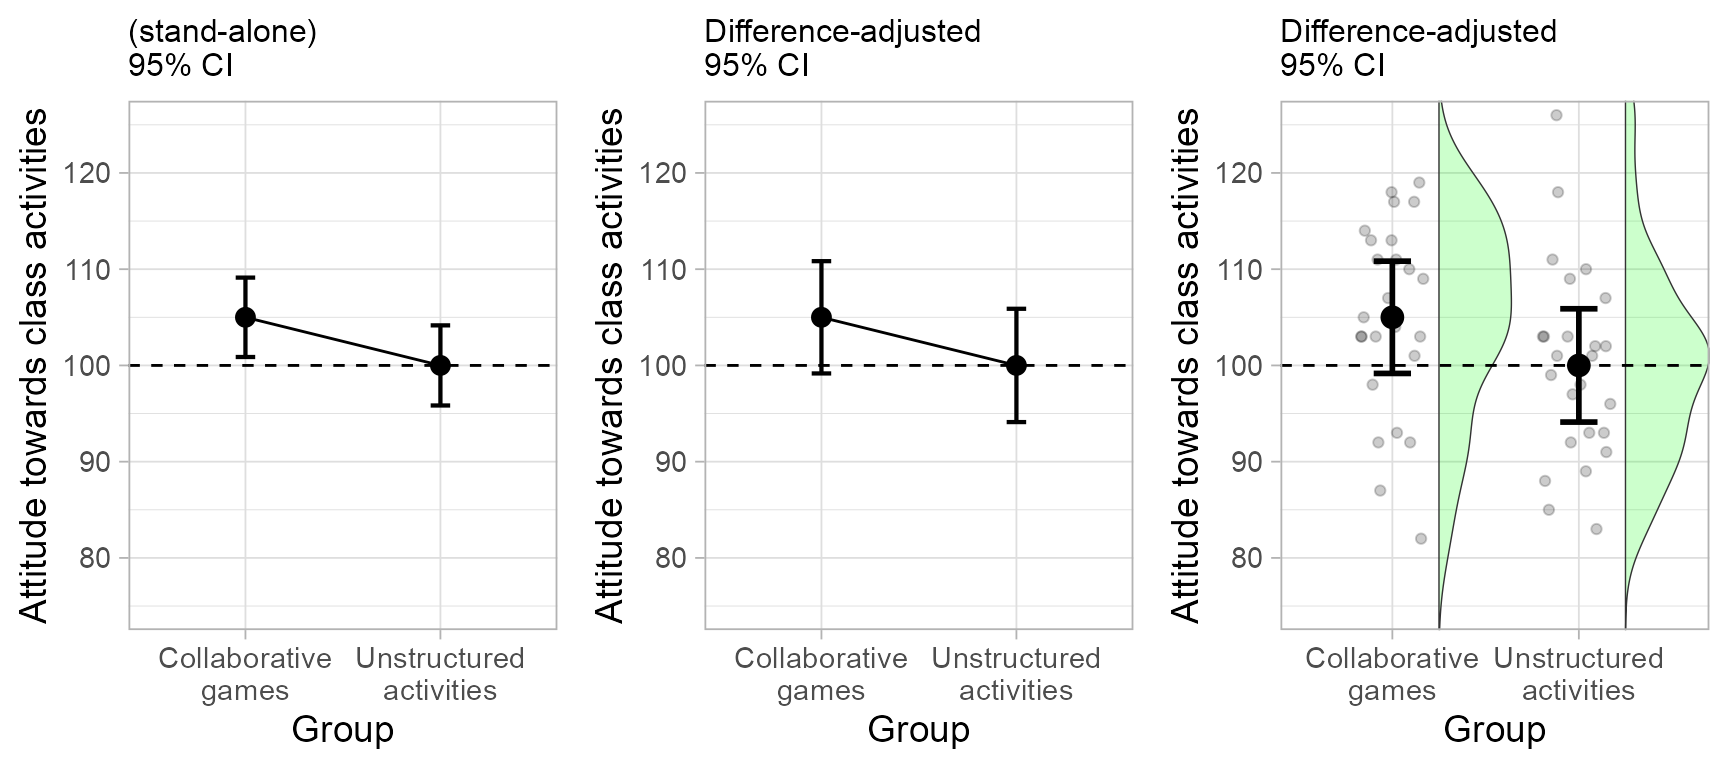 (stand-alone)
95% CI
Attitude towards class activities
120
110
100
90
80
Collaborative games
Unstructured activities
Group
Difference-adjusted
95% CI
Attitude towards class activities
120
110
100
90
80
Collaborative games
Unstructured activities
Group
Difference-adjusted
95% CI
Attitude towards class activities
120
110
100
90
80
Collaborative games
Unstructured activities
Group